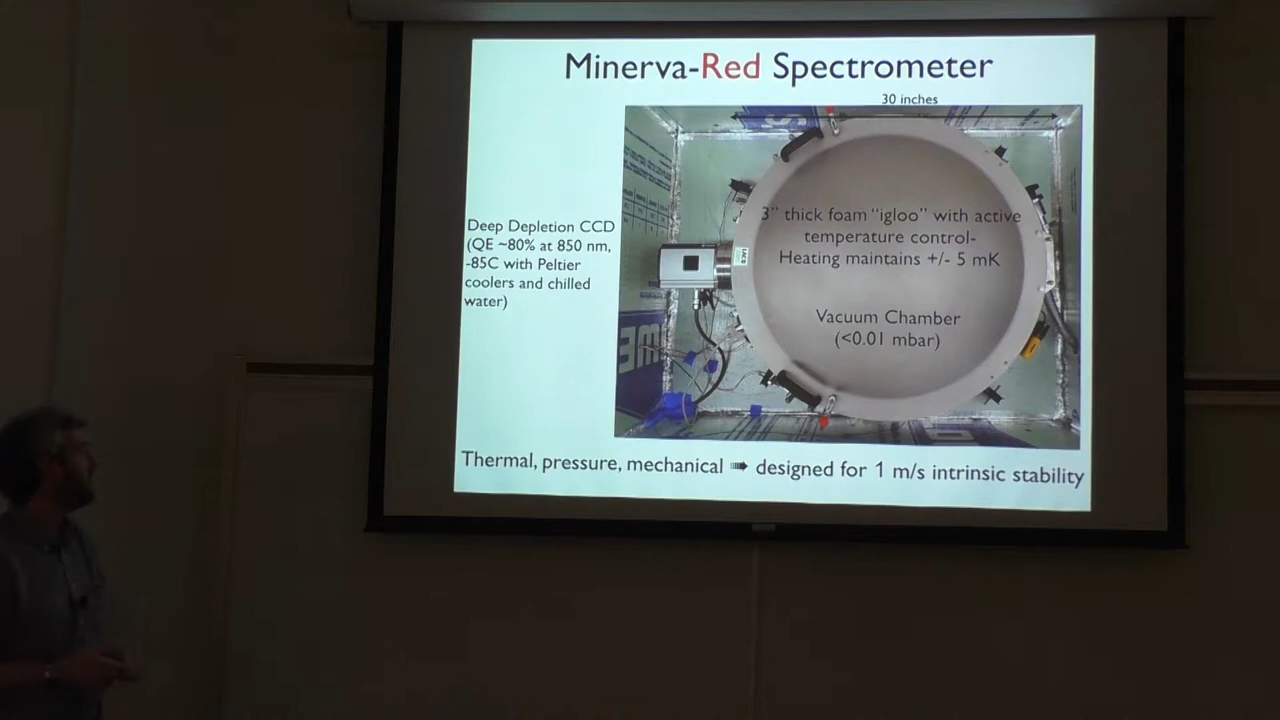 Minerva-Red Spectrometer
30 inches
Deep Depletion CCD
(QE ~80% at 850 nm,
-85C with Peltier
coolers and chilled
water)
3" thick foam "igloo" with active
temperature control-
Heating maintains +/- 5 mK
Vacuum Chamber
(<0.01 mbar)
Thermal, pressure, mechanical ➠ designed for 1 m/s intrinsic stability